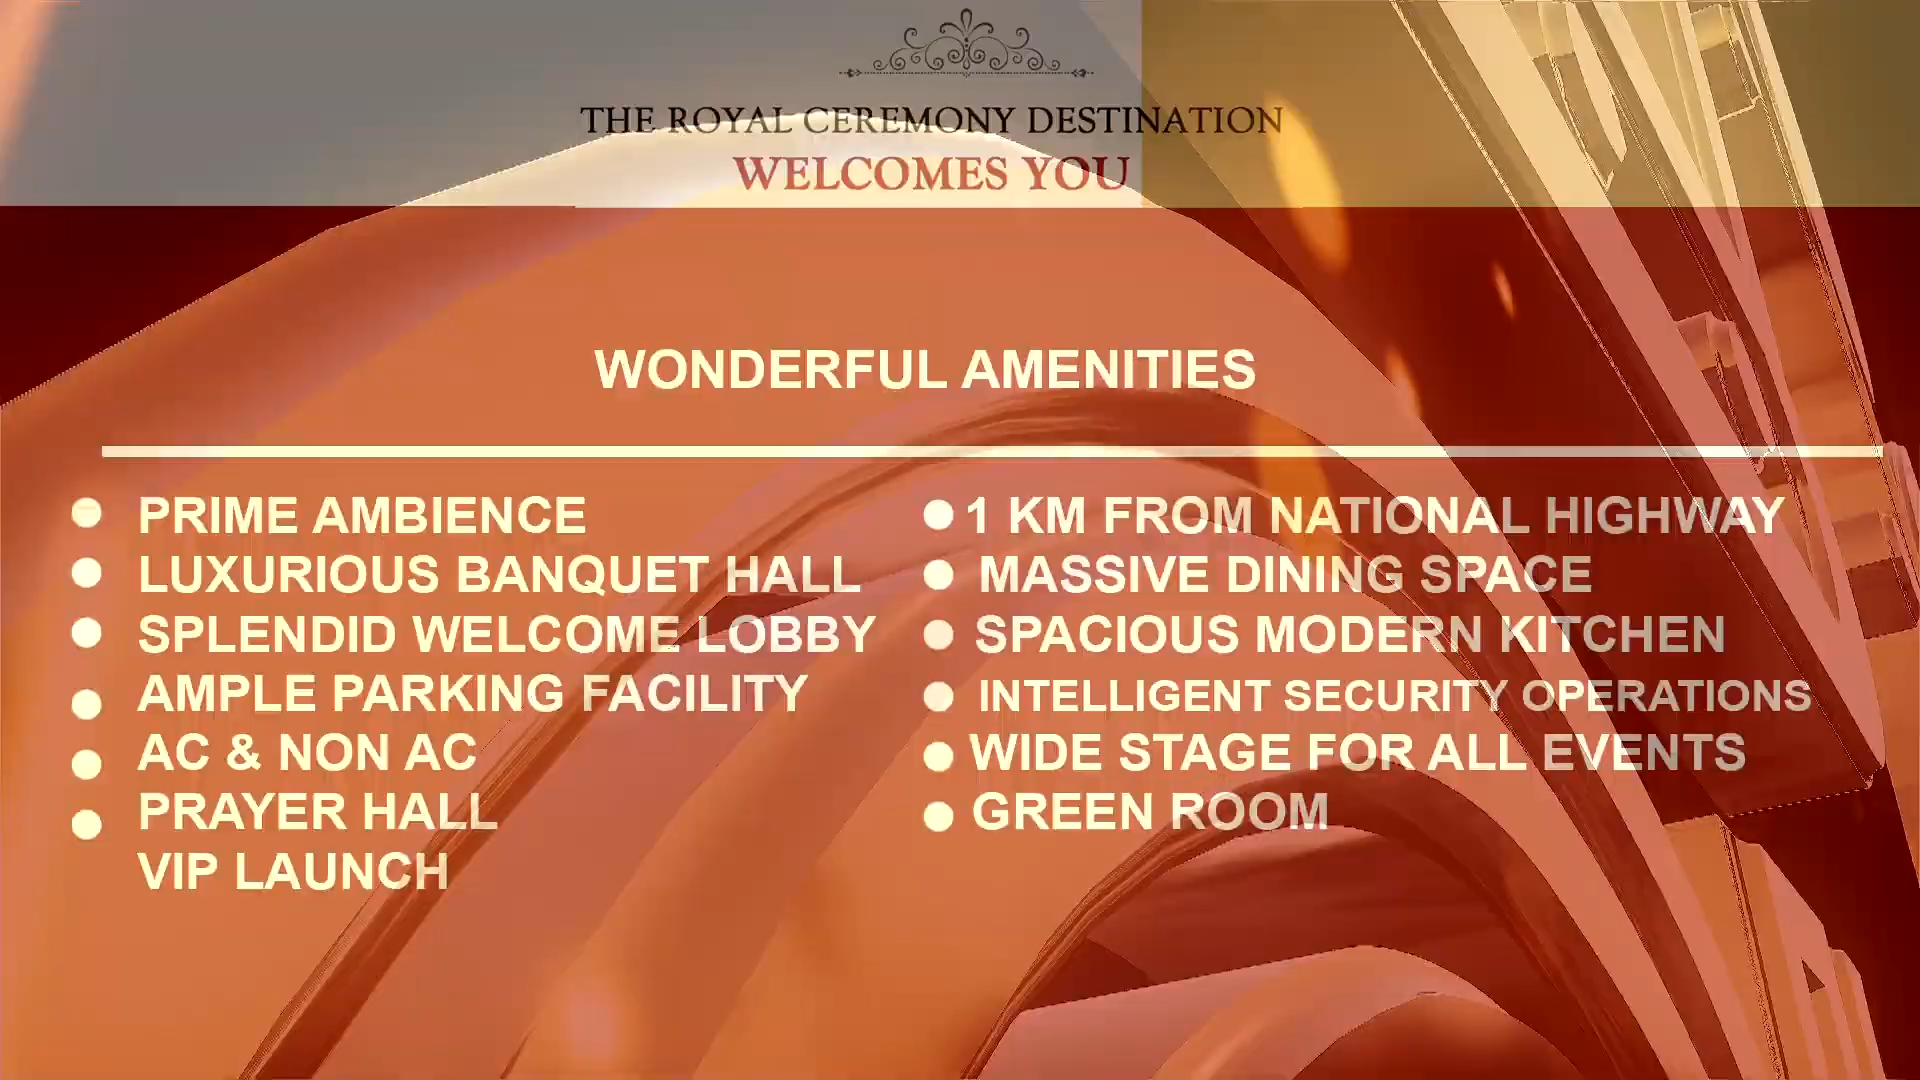 THE ROYAL CEREMONY DESTINATION
WELCOMES YOU
WONDERFUL AMENITIES
PRIME AMBIENCE
LUXURIOUS BANQUET HALL
SPLENDID WELCOME LOBBY
AMPLE PARKING FACILITY
AC & NON AC
PRAYER HALL
VIP LAUNCH
1 KM FROM NATIONAL HIGHWAY
MASSIVE DINING SPACE
SPACIOUS MODERN KITCHEN
INTELLIGENT SECURITY OPERATIONS
WIDE STAGE FOR ALL EVENTS
GREEN ROOM